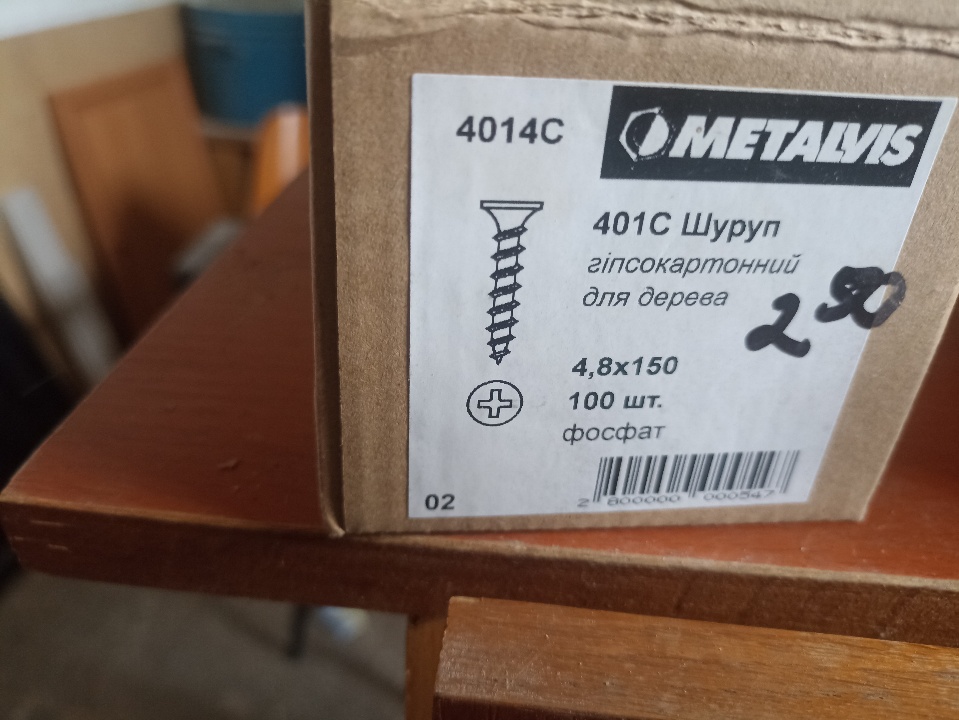 4014C
METALVIS
401C Шуруп
гіпсокартонний
для дерева
2 90
4,8x150
100 шт.
фосфат
02
2 800000 000547